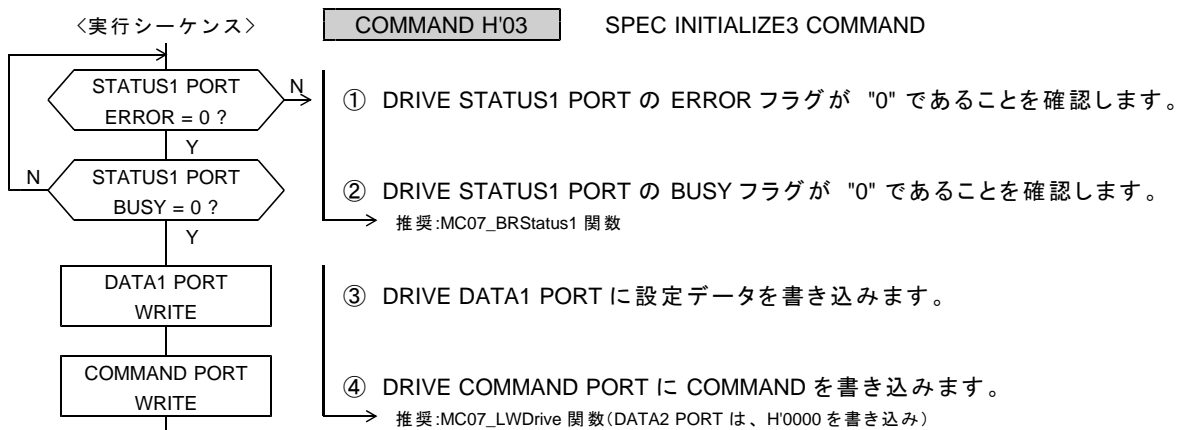 〈実行シーケンス〉
COMMAND H'03 SPEC INITIALIZE3 COMMAND
STATUS1 PORT
ERROR = 0 ?
N
Y
① DRIVE STATUS1 PORT の ERROR フラグが "0" であることを確認します。
STATUS1 PORT
BUSY = 0 ?
N
Y
② DRIVE STATUS1 PORT の BUSY フラグが "0" であることを確認します。
推奨:MC07_BRStatus1 関数
DATA1 PORT
WRITE
③ DRIVE DATA1 PORT に設定データを書き込みます。
COMMAND PORT
WRITE
④ DRIVE COMMAND PORT に COMMAND を書き込みます。
推奨:MC07_LWDrive 関数(DATA2 PORT は、H'0000 を書き込み)